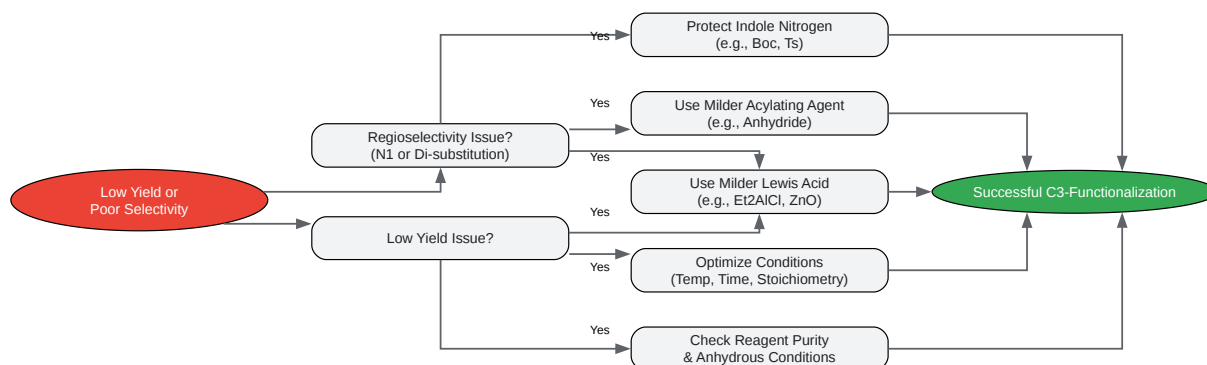 Protect Indole Nitrogen
(e.g., Boc, Ts)
Yes
Use Milder Acylating Agent
(e.g., Anhydride)
Yes
Regioselectivity Issue?
(N1 or Di-substitution)
Yes
Low Yield or
Poor Selectivity
Use Milder Lewis Acid
(e.g., Et2AlCl, ZnO)
Successful C3-Functionalization
Yes
Low Yield Issue?
Optimize Conditions
(Temp, Time, Stoichiometry)
Yes
Yes
Check Reagent Purity
& Anhydrous Conditions